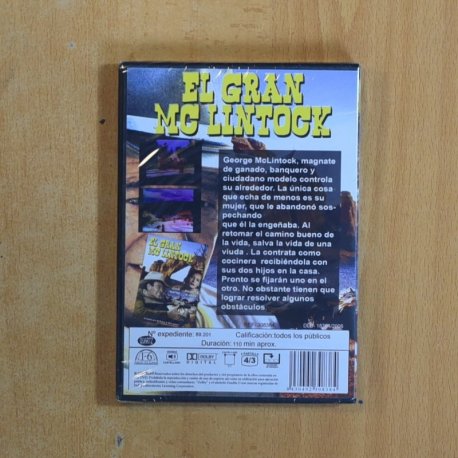 EL GRAN
MC LINTOCK
George McLintock, magnate
de ganado, banquero y
ciudadano modelo controla
su alrededor. La única cosa
que echa de menos es su
mujer, que le abandonó sos-
pechando
que él la engeñaba. Al
retomar el camino bueno de
la vida, salva la vida de una
viuda . La contrata como
cocinera recibiéndola con
sus dos hijos en la casa.
Pronto se fijarán uno en el
otro. No obstante tienen que
lograr resolver algunos
obstáculos
EL GRAN
MC LINTOCK
Nº expediente: 89.201
Calificación:todos los públicos
Duración: 110 min aprox.
DOLBY
DIGITAL
PANTALLA
4/3